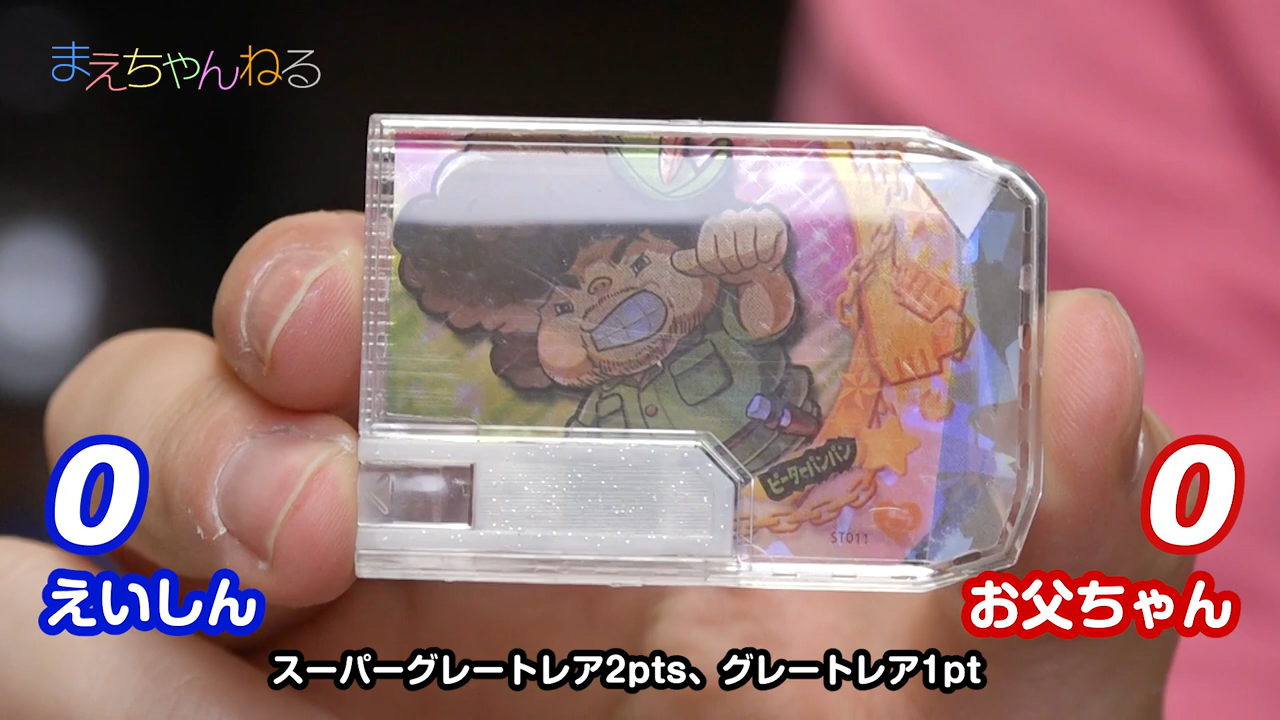 まえちゃんねる
ピーターパンパン
ST011
0
えいしん
0
お父ちゃん
スーパーグレートレア2pts、グレートレア1pt